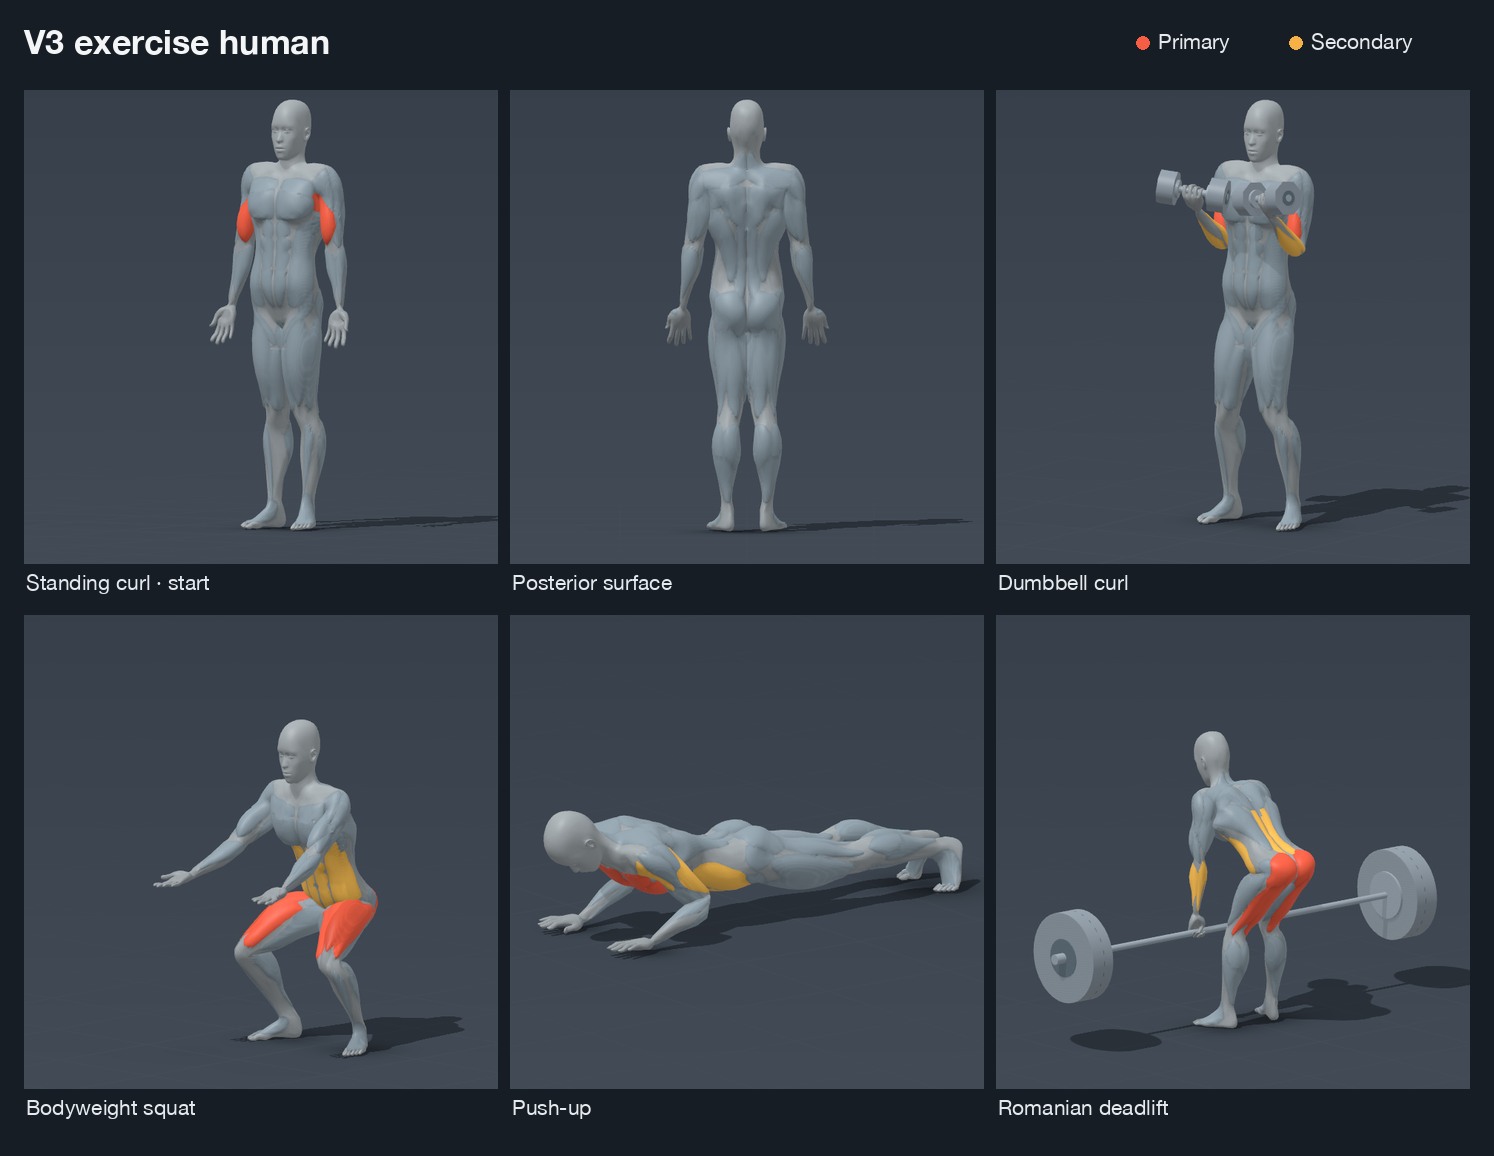 V3 exercise human
Primary
Secondary
Standing curl · start
Posterior surface
Dumbbell curl
Bodyweight squat
Push-up
Romanian deadlift